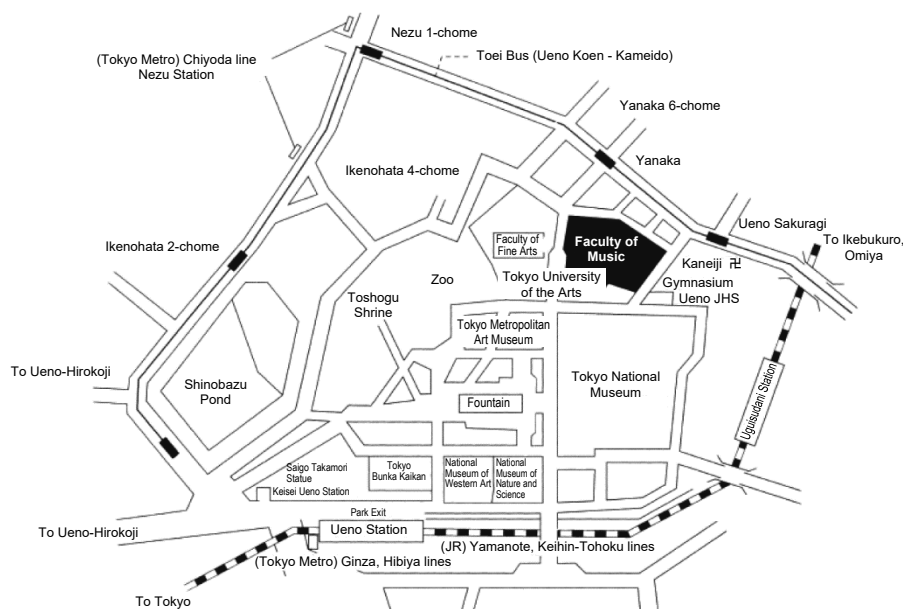 Nezu 1-chome
(Tokyo Metro) Chiyoda line
Nezu Station
Toei Bus (Ueno Koen - Kameido)
Yanaka 6-chome
Yanaka
Ikenohata 4-chome
Ueno Sakuragi
To Ikebukuro,
Omiya
Ikenohata 2-chome
Faculty of
Fine Arts
Faculty of
Music
Kaneiji 卍
Gymnasium
Ueno JHS
Zoo
Tokyo University
of the Arts
Toshogu
Shrine
Tokyo Metropolitan
Art Museum
To Ueno-Hirokoji
Shinobazu
Pond
Tokyo National
Museum
Uguisudani Station
Fountain
Saigo Takamori
Statue
Keisei Ueno Station
Tokyo
Bunka Kaikan
National
Museum of
Western Art
National
Museum of
Nature and
Science
Park Exit
To Ueno-Hirokoji
Ueno Station
(JR) Yamanote, Keihin-Tohoku lines
(Tokyo Metro) Ginza, Hibiya lines
To Tokyo